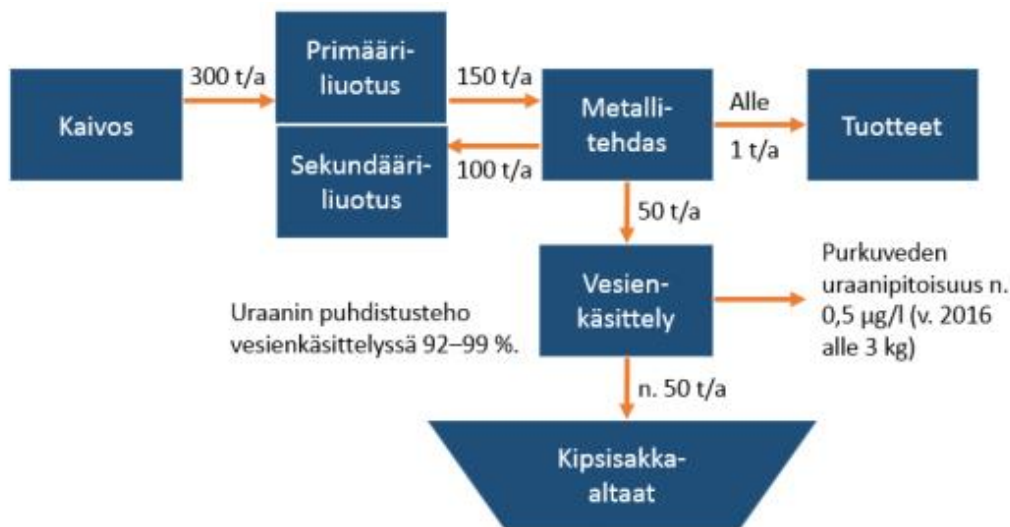 Kaivos
300 t/a
Primääri-
liuotus
Sekundääri-
liuotus
150 t/a
100 t/a
Metalli-
tehdas
Alle
1 t/a
Tuotteet
50 t/a
Vesien-
käsittely
Uraanin puhdistusteho
vesienkäsittelyssä 92–99 %.
Purkuveden
uraanipitoisuus n.
0,5 µg/l (v. 2016
alle 3 kg)
n. 50 t/a
Kipsisakka-
altaat